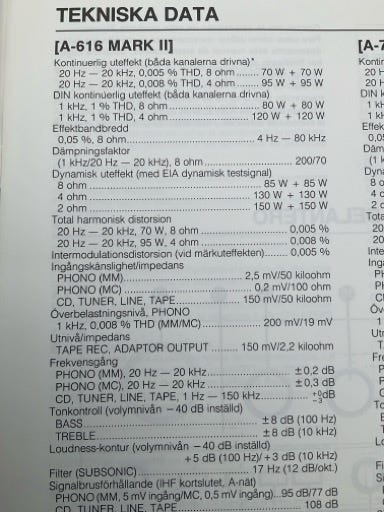 TEKNISKA DATA
[A-616 MARK II]
Kontinuerlig uteffekt (båda kanalerna drivna)*
20 Hz — 20 kHz, 0,005 % THD, 8 ohm ........ 70 W + 70 W
20 Hz — 20 kHz, 0,008 % THD, 4 ohm ........ 95 W + 95 W
DIN kontinuerlig uteffekt (båda kanalerna drivna)
1 kHz, 1 % THD, 8 ohm ........ 80 W + 80 W
1 kHz, 1 % THD, 4 ohm ........ 120 W + 120 W
Effektbandbredd
0,05 %, 8 ohm ........ 4 Hz — 80 kHz
Dämpningsfaktor
(1 kHz/20 Hz — 20 kHz), 8 ohm ........ 200/70
Dynamisk uteffekt (med EIA dynamisk testsignal)
8 ohm ........ 85 W + 85 W
4 ohm ........ 130 W + 130 W
2 ohm ........ 150 W + 150 W
Total harmonisk distorsion
20 Hz — 20 kHz, 70 W, 8 ohm ........ 0,005 %
20 Hz — 20 kHz, 95 W, 4 ohm ........ 0,008 %
Intermodulationsdistorsion (vid märkuteffekten) ........ 0,005 %
Ingångskänslighet/impedans
PHONO (MM) ........ 2,5 mV/50 kiloohm
PHONO (MC) ........ 0,2 mV/100 ohm
CD, TUNER, LINE, TAPE ........ 150 mV/50 kiloohm
Överbelastningsnivå, PHONO
1 kHz, 0,008 % THD (MM/MC) ........ 200 mV/19 mV
Utnivå/impedans
TAPE REC, ADAPTOR OUTPUT ........ 150 mV/2,2 kiloohm
Frekvensgång
PHONO (MM), 20 Hz — 20 kHz ........ ±0,2 dB
PHONO (MC), 20 Hz — 20 kHz ........ ±0,3 dB
CD, TUNER, LINE, TAPE, 1 Hz — 150 kHz ........ +0 −3 dB
Tonkontroll (volymnivån −40 dB inställd)
BASS ........ ±8 dB (100 Hz)
TREBLE ........ ±8 dB (10 kHz)
Loudness-kontur (volymnivån −40 dB inställd)
+5 dB (100 Hz)/+3 dB (10 kHz)
Filter (SUBSONIC) ........ 17 Hz (12 dB/okt.)
Signalbrusförhållande (IHF kortslutet, A-nät)
PHONO (MM, 5 mV ingång/MC, 0,5 mV ingång)...95 dB/77 dB
CD, TUNER, LINE, TAPE ........ 108 dB